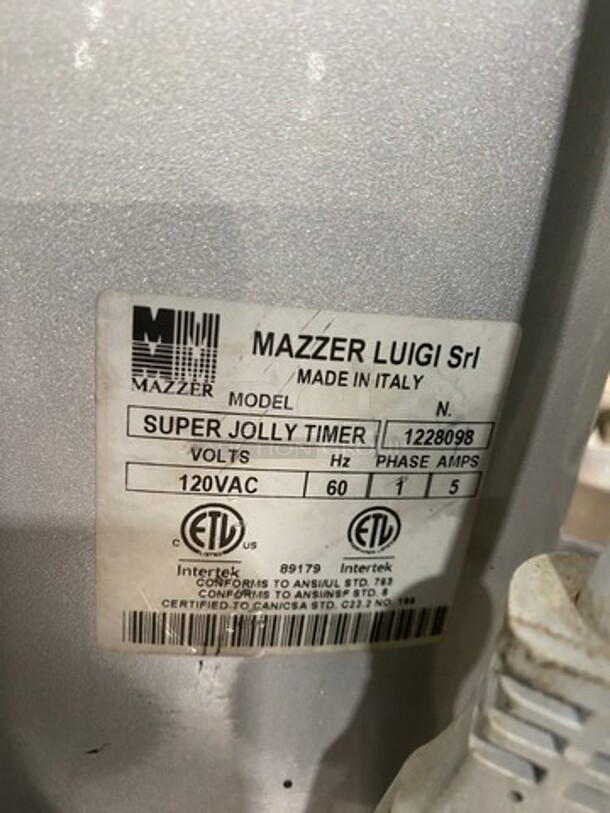 MAZZER
MAZZER LUIGI Srl
MADE IN ITALY
MODEL N.
SUPER JOLLY TIMER 1228098
VOLTS Hz PHASE AMPS
120VAC 60 1 5
C ETL US ETL
LISTED
Intertek 89179 Intertek
CONFORMS TO ANSI/UL STD. 763
CONFORMS TO ANSI/NSF STD. 8
CERTIFIED TO CAN/CSA STD. C22.2 NO.